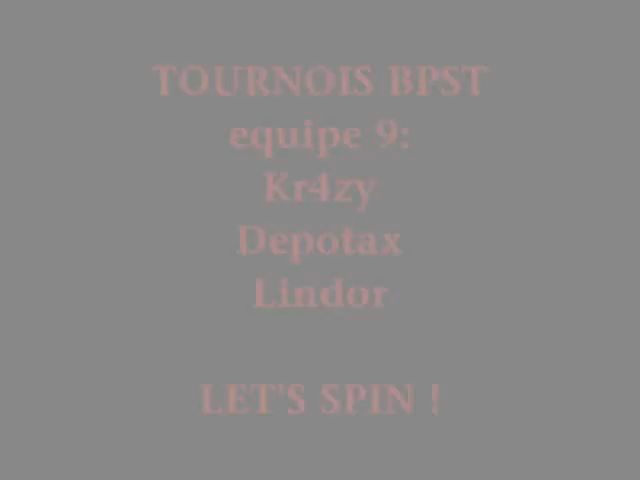 TOURNOIS BPST
equipe 9:
Kr4zy
Depotax
Lindor
LET'S SPIN !